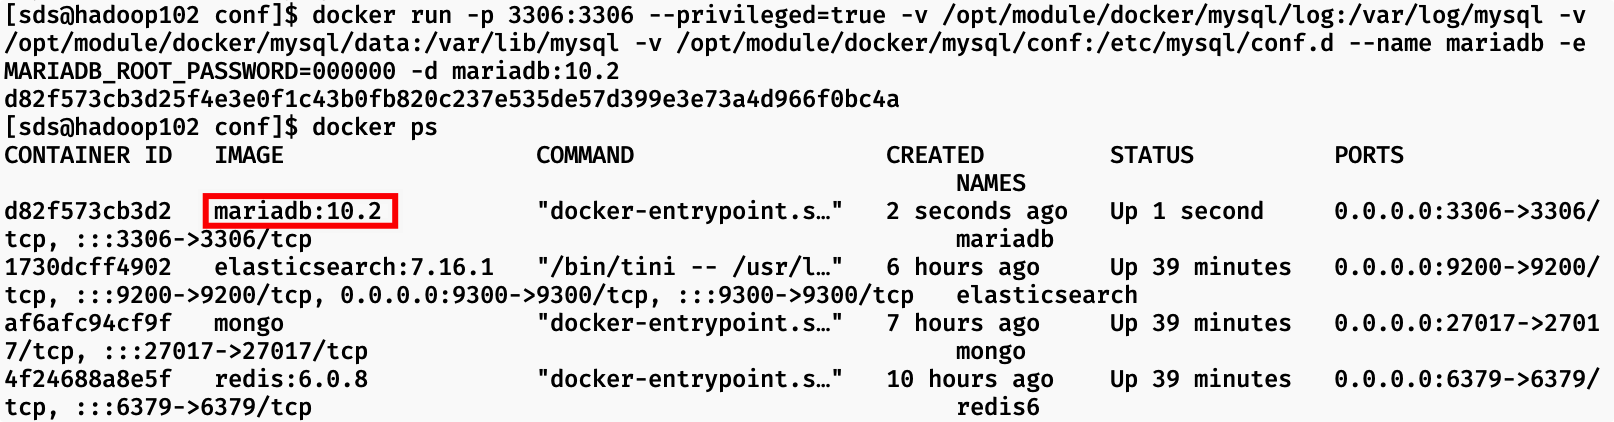 [sds@hadoop102 conf]$ docker run -p 3306:3306 --privileged=true -v /opt/module/docker/mysql/log:/var/log/mysql -v
/opt/module/docker/mysql/data:/var/lib/mysql -v /opt/module/docker/mysql/conf:/etc/mysql/conf.d --name mariadb -e
MARIADB_ROOT_PASSWORD=000000 -d mariadb:10.2
d82f573cb3d25f4e3e0f1c43b0fb820c237e535de57d399e3e73a4d966f0bc4a
[sds@hadoop102 conf]$ docker ps
CONTAINER ID   IMAGE                  COMMAND                  CREATED         STATUS          PORTS
                                                                    NAMES
d82f573cb3d2   mariadb:10.2           "docker-entrypoint.s…"   2 seconds ago   Up 1 second     0.0.0.0:3306->3306/
tcp, :::3306->3306/tcp                                              mariadb
1730dcff4902   elasticsearch:7.16.1   "/bin/tini -- /usr/l…"   6 hours ago     Up 39 minutes   0.0.0.0:9200->9200/
tcp, :::9200->9200/tcp, 0.0.0.0:9300->9300/tcp, :::9300->9300/tcp   elasticsearch
af6afc94cf9f   mongo                  "docker-entrypoint.s…"   7 hours ago     Up 39 minutes   0.0.0.0:27017->2701
7/tcp, :::27017->27017/tcp                                          mongo
4f24688a8e5f   redis:6.0.8            "docker-entrypoint.s…"   10 hours ago    Up 39 minutes   0.0.0.0:6379->6379/
tcp, :::6379->6379/tcp                                              redis6